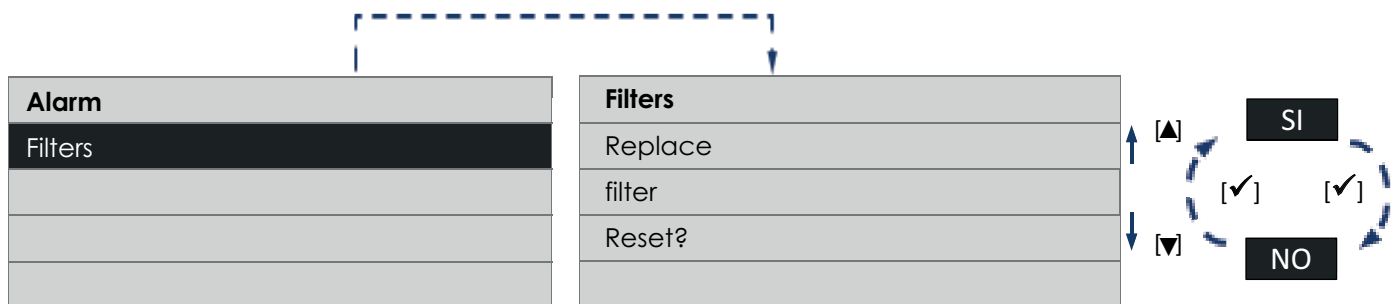 Alarm
Filters
Filters
Replace
filter
Reset?
[▲]
[▼]
SI
[✔] [✔]
NO